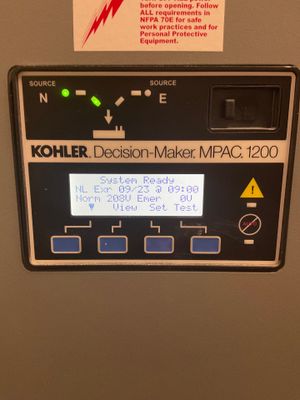 before opening. Follow
ALL requirements in
NFPA 70E for safe
work practices and for
Personal Protective
Equipment.
SOURCE
N
SOURCE
E
KOHLER. Decision-Maker. MPAC. 1200
System Ready
NL Exr 09/23 @ 09:00
Norm 208V Emer 0V
▼ View Set Test